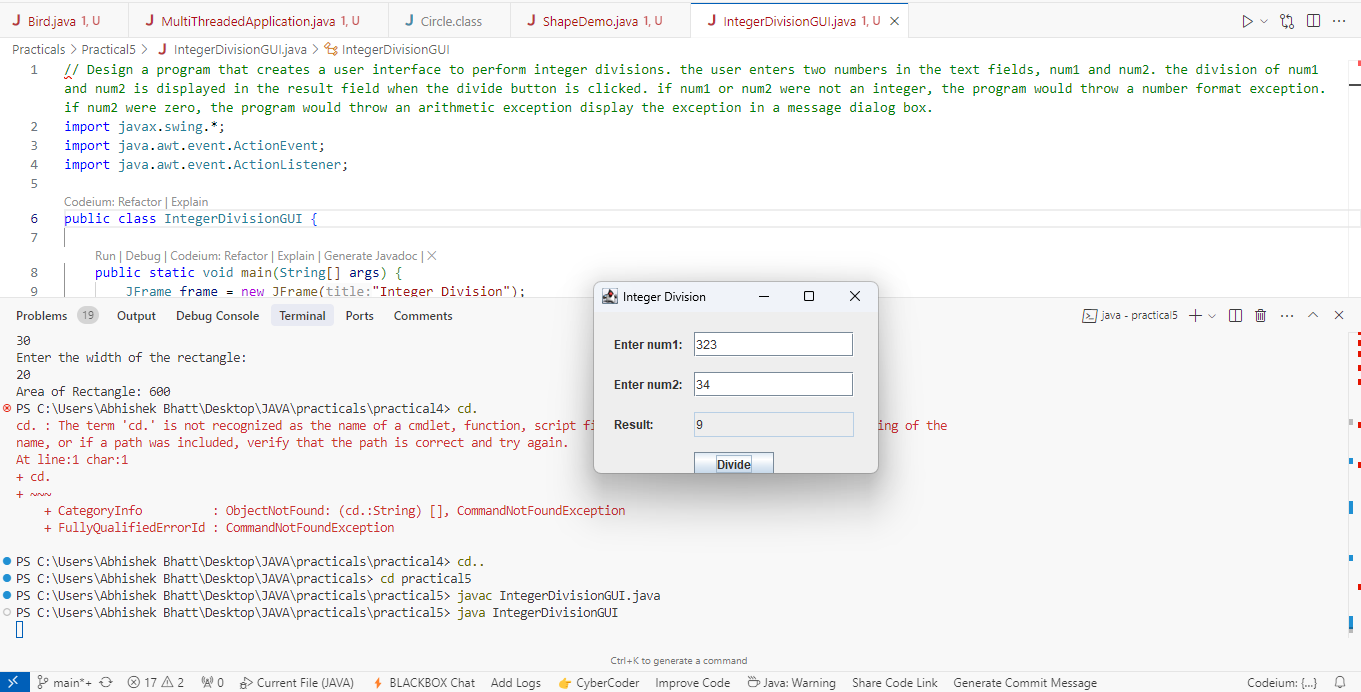 Bird.java 1, U
MultiThreadedApplication.java 1, U
Circle.class
ShapeDemo.java 1, U
IntegerDivisionGUI.java 1, U
Practicals > Practical5 > IntegerDivisionGUI.java > IntegerDivisionGUI
1 // Design a program that creates a user interface to perform integer divisions. the user enters two numbers in the text fields, num1 and num2. the division of num1
and num2 is displayed in the result field when the divide button is clicked. if num1 or num2 were not an integer, the program would throw a number format exception.
if num2 were zero, the program would throw an arithmetic exception display the exception in a message dialog box.
2 import javax.swing.*;
3 import java.awt.event.ActionEvent;
4 import java.awt.event.ActionListener;
5
Codeium: Refactor | Explain
6 public class IntegerDivisionGUI {
7
Run | Debug | Codeium: Refactor | Explain | Generate Javadoc | ×
8 public static void main(String[] args) {
9 JFrame frame = new JFrame(title:"Integer Division");
Problems 19 Output Debug Console Terminal Ports Comments
java - practical5
30
Enter the width of the rectangle:
20
Area of Rectangle: 600
PS C:\Users\Abhishek Bhatt\Desktop\JAVA\practicals\practical4> cd.
cd. : The term 'cd.' is not recognized as the name of a cmdlet, function, script fi
ing of the
name, or if a path was included, verify that the path is correct and try again.
At line:1 char:1
+ cd.
+ ~~~
+ CategoryInfo : ObjectNotFound: (cd.:String) [], CommandNotFoundException
+ FullyQualifiedErrorId : CommandNotFoundException
PS C:\Users\Abhishek Bhatt\Desktop\JAVA\practicals\practical4> cd..
PS C:\Users\Abhishek Bhatt\Desktop\JAVA\practicals> cd practical5
PS C:\Users\Abhishek Bhatt\Desktop\JAVA\practicals\practical5> javac IntegerDivisionGUI.java
PS C:\Users\Abhishek Bhatt\Desktop\JAVA\practicals\practical5> java IntegerDivisionGUI
Integer Division
Enter num1: 323
Enter num2: 34
Result: 9
Divide
Ctrl+K to generate a command
main*+ 17 2 0 Current File (JAVA) BLACKBOX Chat Add Logs CyberCoder Improve Code Java: Warning Share Code Link Generate Commit Message Codeium: {...}